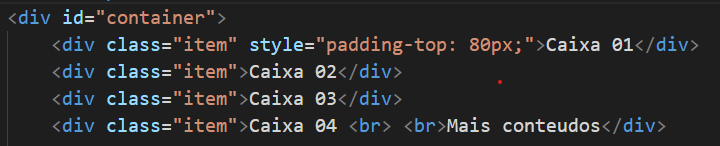 <div id="container">
<div class="item" style="padding-top: 80px;">Caixa 01</div>
<div class="item">Caixa 02</div>
<div class="item">Caixa 03</div>
<div class="item">Caixa 04 <br> <br>Mais conteudos</div>